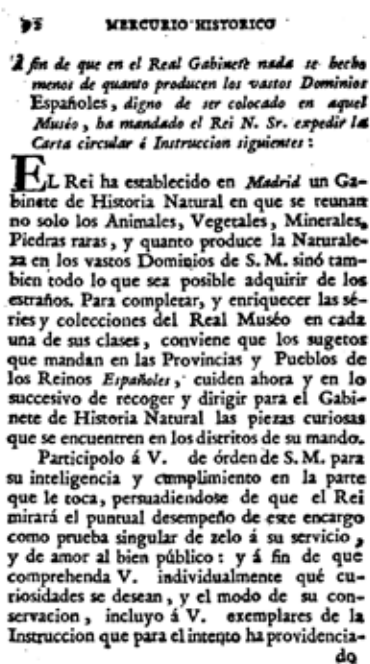 92 MERCURIO HISTORICO
A fin de que en el Real Gabinete nada se heche
menos de quanto producen los vastos Dominios
Españoles, digno de ser colocado en aquel
Muséo, ha mandado el Rei N. Sr. expedir la
Carta circular é Instruccion siguientes:
EL Rei ha establecido en Madrid un Ga-
binete de Historia Natural en que se reunan
no solo los Animales, Vegetales, Minerales,
Piedras raras, y quanto produce la Naturale-
za en los vastos Dominios de S. M. sinó tam-
bien todo lo que sea posible adquirir de los
estraños. Para completar, y enriquecer las sé-
ries y colecciones del Real Muséo en cada
una de sus clases, conviene que los sugetos
que mandan en las Provincias y Pueblos de
los Reinos Españoles, cuiden ahora y en lo
succesivo de recoger y dirigir para el Gabi-
nete de Historia Natural las piezas curiosas
que se encuentren en los distritos de su mando.
Participolo á V. de órden de S. M. para
su inteligencia y cumplimiento en la parte
que le toca, persuadiendose de que el Rei
mirará el puntual desempeño de este encargo
como prueba singular de zelo á su servicio,
y de amor al bien público: y á fin de que
comprehenda V. individualmente qué cu-
riosidades se desean, y el modo de su con-
servacion, incluyo á V. exemplares de la
Instruccion que para el intento ha providencia-
do